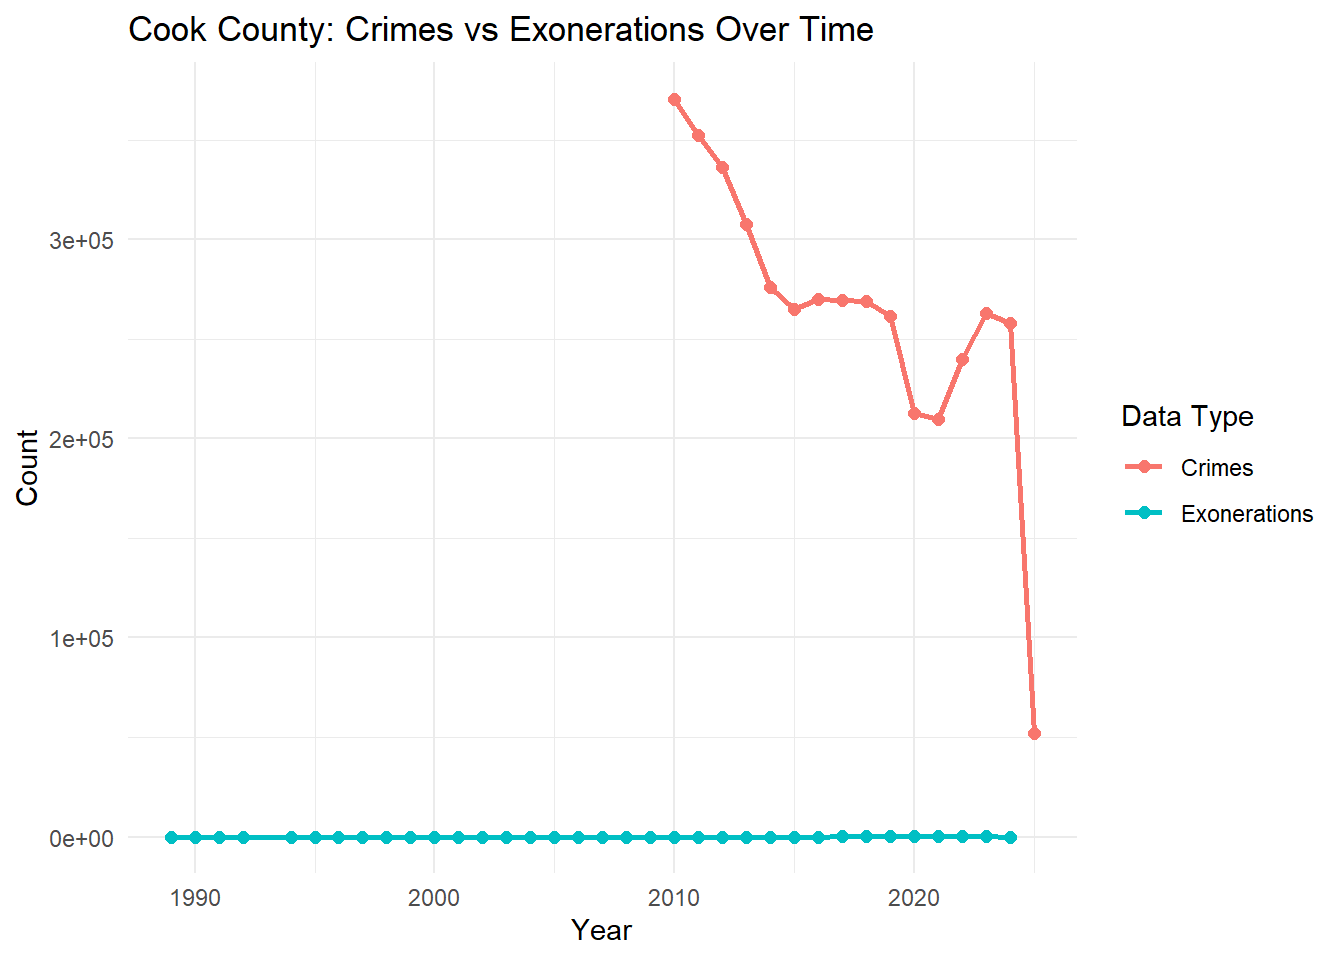 Cook County: Crimes vs Exonerations Over Time
3e+05
2e+05
1e+05
0e+00
Count
1990
2000
2010
2020
Year
Data Type
Crimes
Exonerations